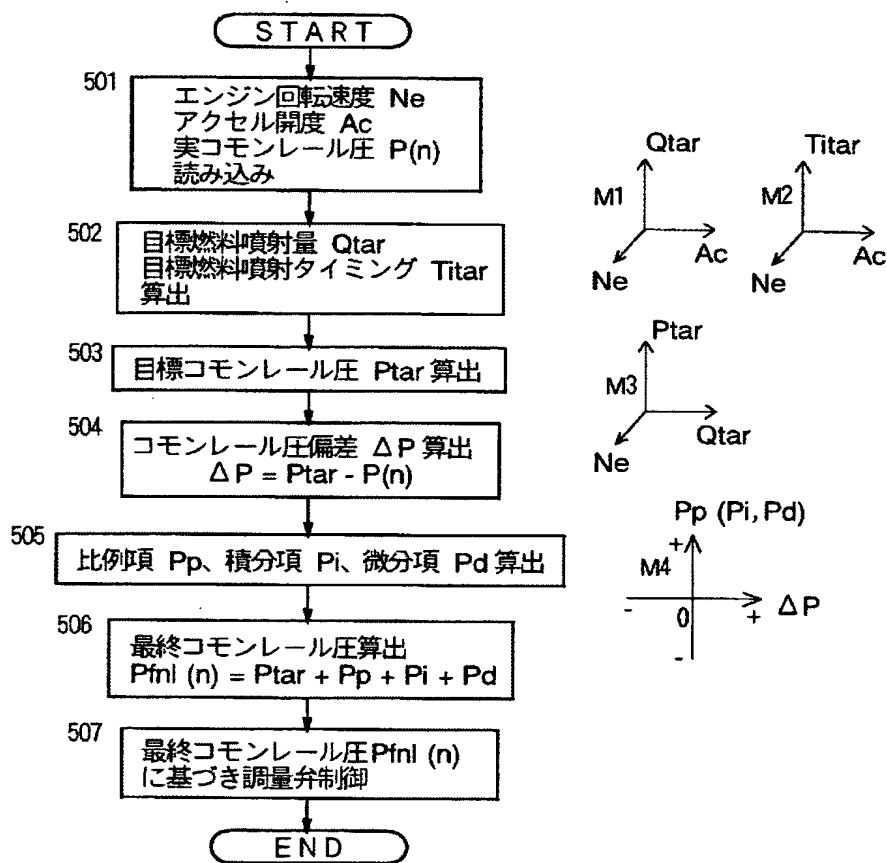 START
501
エンジン回転速度 Ne
アクセル開度 Ac
実コモンレール圧 P(n)
読み込み
502
目標燃料噴射量 Qtar
目標燃料噴射タイミング Titar
算出
503
目標コモンレール圧 Ptar 算出
504
コモンレール圧偏差 ΔP 算出
ΔP = Ptar - P(n)
505
比例項 Pp、積分項 Pi、微分項 Pd 算出
506
最終コモンレール圧算出
Pfnl (n) = Ptar + Pp + Pi + Pd
507
最終コモンレール圧Pfnl (n)
に基づき調量弁制御
END
Qtar
M1
Ac
Ne
Titar
M2
Ac
Ne
Ptar
M3
Qtar
Ne
Pp (Pi, Pd)
+
M4
- 0 + ΔP
-